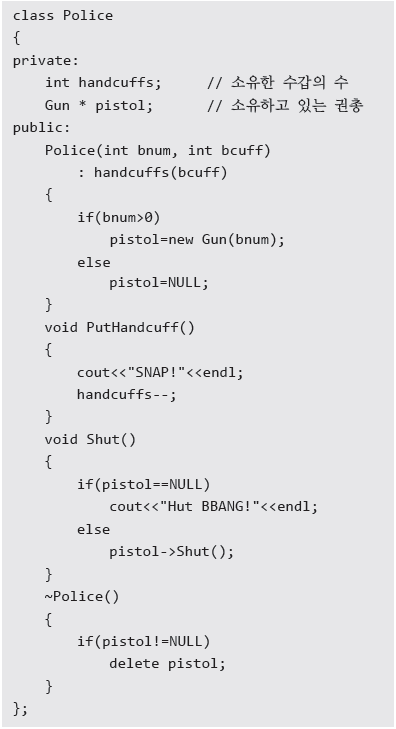 class Police
{
private:
    int handcuffs;     // 소유한 수갑의 수
    Gun * pistol;      // 소유하고 있는 권총
public:
    Police(int bnum, int bcuff)
        : handcuffs(bcuff)
    {
        if(bnum>0)
            pistol=new Gun(bnum);
        else
            pistol=NULL;
    }
    void PutHandcuff()
    {
        cout<<"SNAP!"<<endl;
        handcuffs--;
    }
    void Shut()
    {
        if(pistol==NULL)
            cout<<"Hut BBANG!"<<endl;
        else
            pistol->Shut();
    }
    ~Police()
    {
        if(pistol!=NULL)
            delete pistol;
    }
};